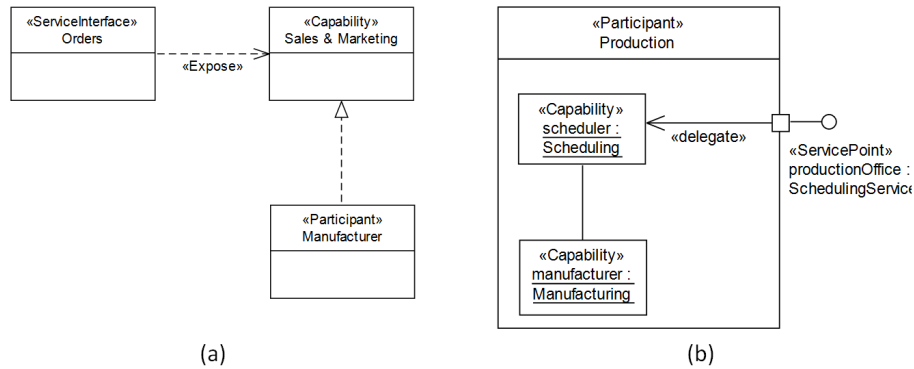 «ServiceInterface»
Orders
«Expose»
«Capability»
Sales & Marketing
«Participant»
Manufacturer
(a)
«Participant»
Production
«Capability»
scheduler :
Scheduling
«delegate»
«ServicePoint»
productionOffice :
SchedulingService
«Capability»
manufacturer :
Manufacturing
(b)